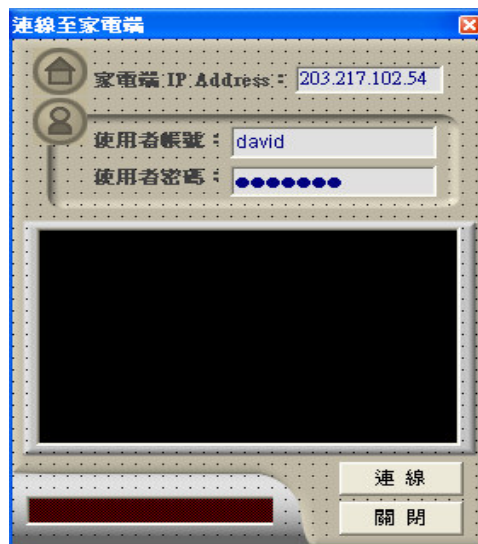 連線至家電端
家電端 IP Address： 203.217.102.54
使用者帳號： david
使用者密碼： ●●●●●●●
連線
關閉